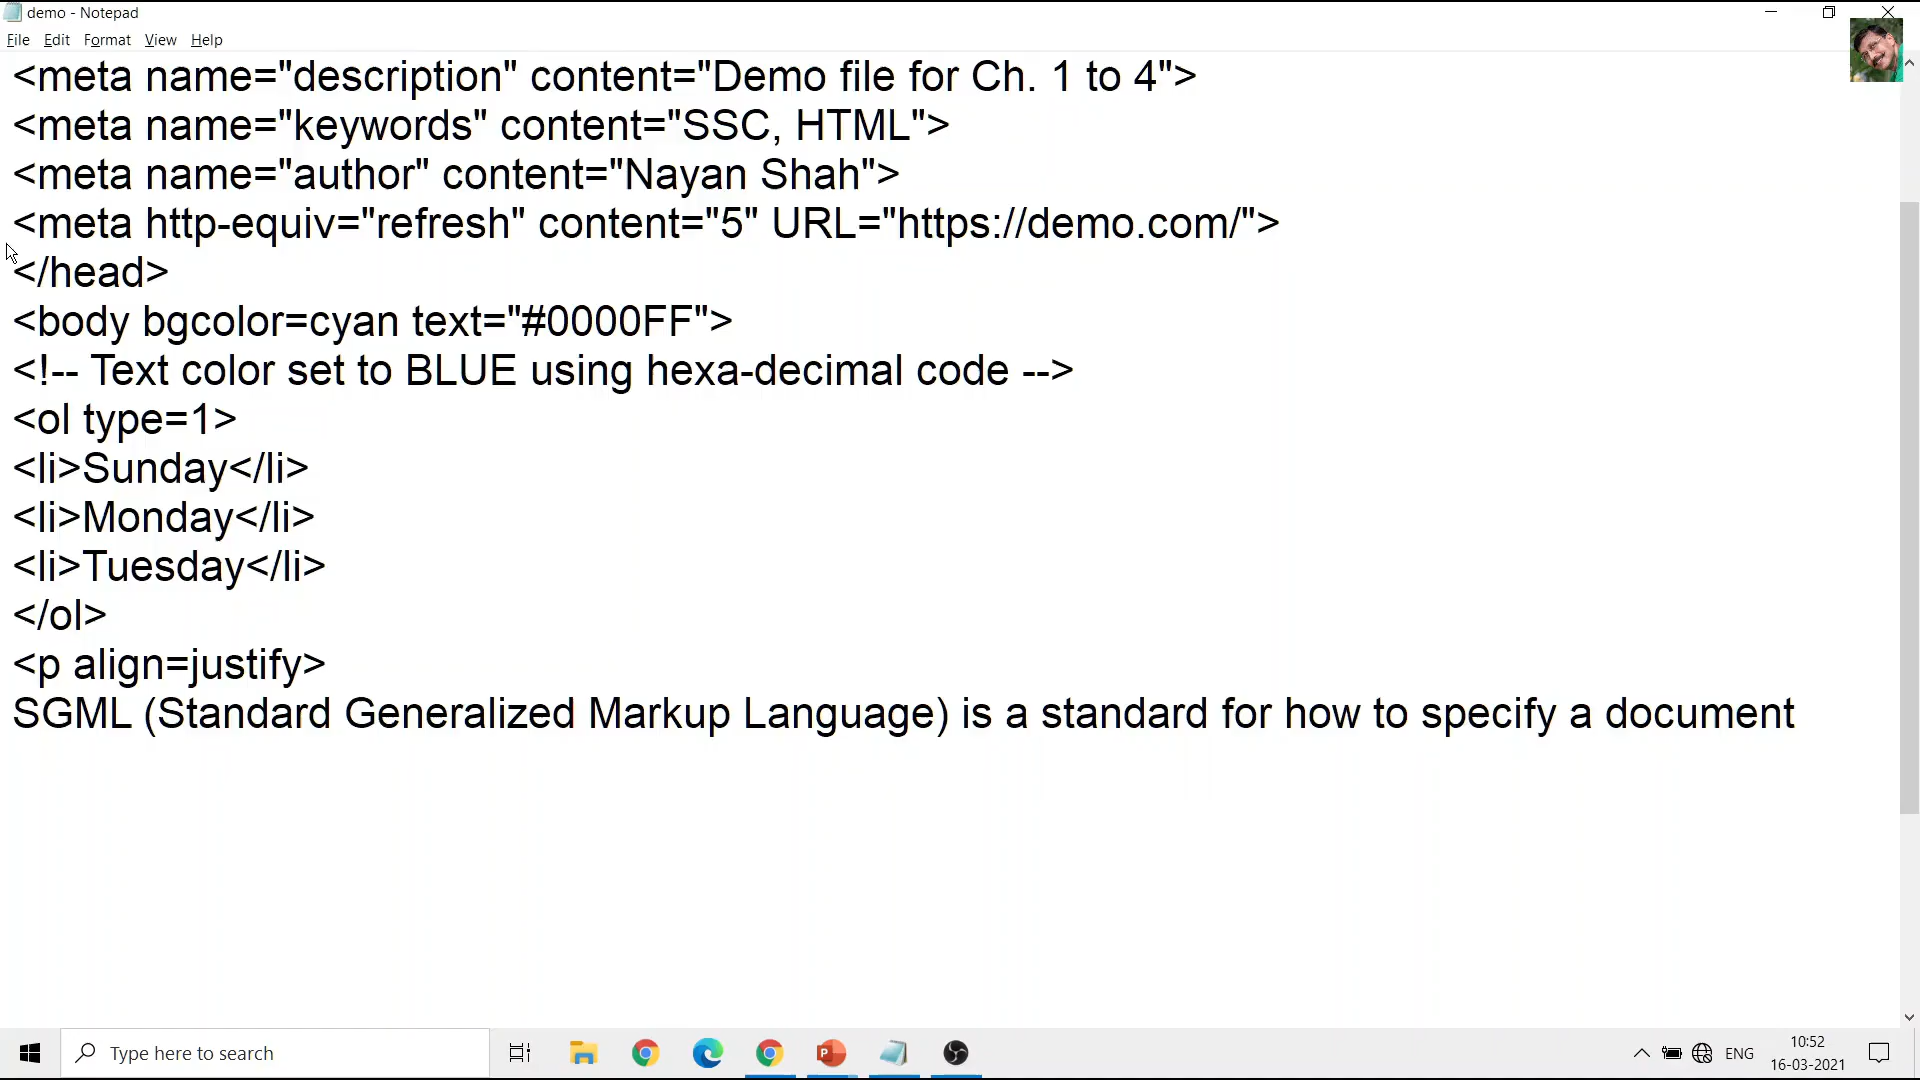 demo - Notepad
File Edit Format View Help
<meta name="description" content="Demo file for Ch. 1 to 4">
<meta name="keywords" content="SSC, HTML">
<meta name="author" content="Nayan Shah">
<meta http-equiv="refresh" content="5" URL="https://demo.com/">
</head>
<body bgcolor=cyan text="#0000FF">
<!-- Text color set to BLUE using hexa-decimal code -->
<ol type=1>
<li>Sunday</li>
<li>Monday</li>
<li>Tuesday</li>
</ol>
<p align=justify>
SGML (Standard Generalized Markup Language) is a standard for how to specify a document
Type here to search
ENG
10:52
16-03-2021